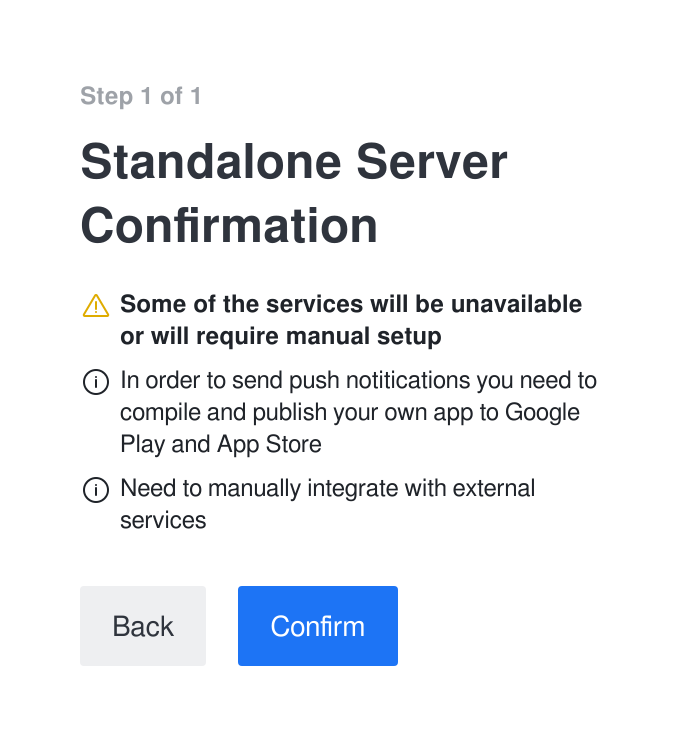 Step 1 of 1
Standalone Server
Confirmation
Some of the services will be unavailable
or will require manual setup
In order to send push notitications you need to
compile and publish your own app to Google
Play and App Store
Need to manually integrate with external
services
Back
Confirm